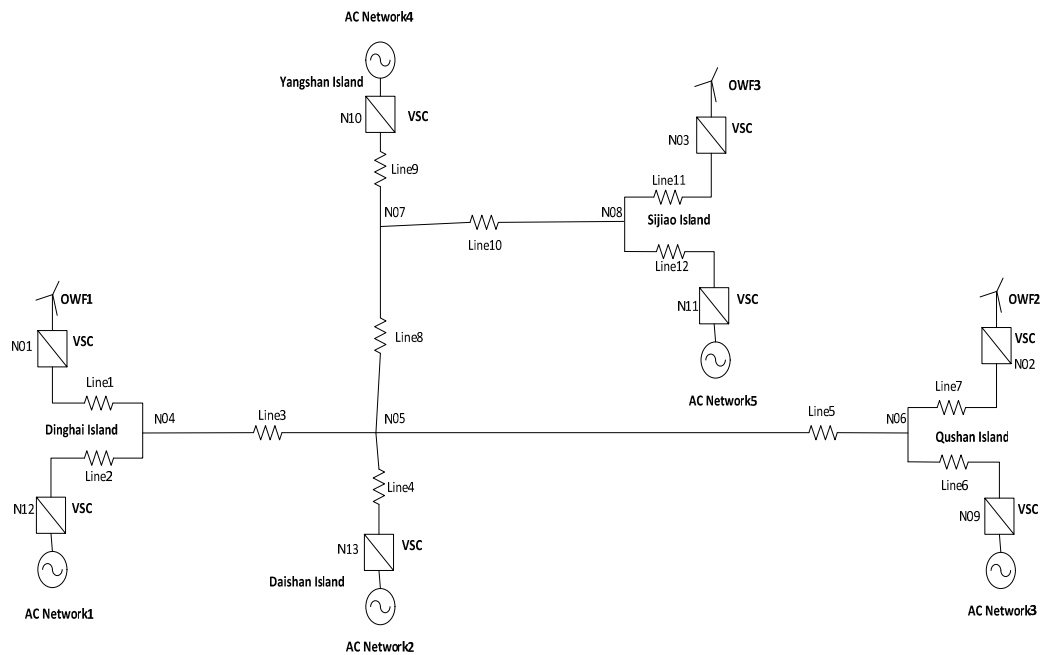 AC Network4
Yangshan Island
N10
VSC
OWF3
N03
VSC
Line9
Line11
N07
N08
Sijiao Island
Line10
Line12
OWF1
N11
VSC
OWF2
N01
VSC
Line8
VSC
N02
Line1
AC Network5
Line7
Dinghai Island
N04
Line3
N05
Line5
N06
Qushan Island
Line2
Line4
Line6
N12
VSC
N09
VSC
N13
VSC
Daishan Island
AC Network1
AC Network3
AC Network2